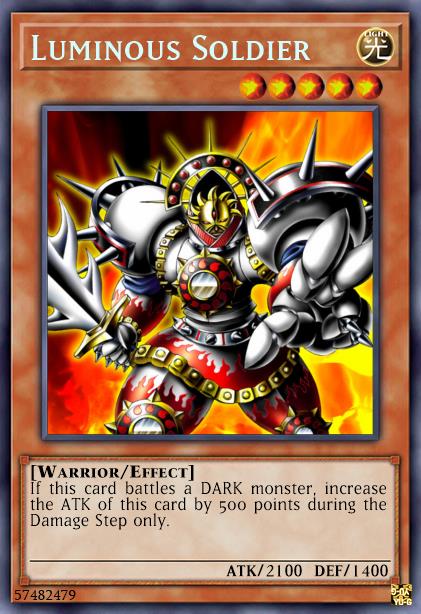 Luminous Soldier
LIGHT
光
[Warrior/Effect]
If this card battles a DARK monster, increase
the ATK of this card by 500 points during the
Damage Step only.
ATK/2100 DEF/1400
57482479